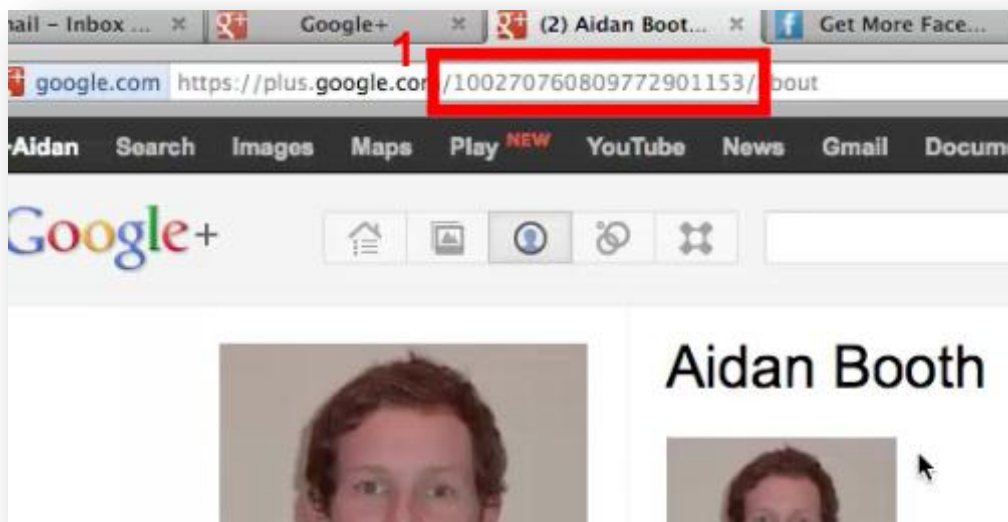 ail – Inbox ... Google+ (2) Aidan Boot... Get More Face...
1
google.com https://plus.google.com/100270760809772901153/about
Aidan Search Images Maps Play NEW YouTube News Gmail Docum
Google+
Aidan Booth